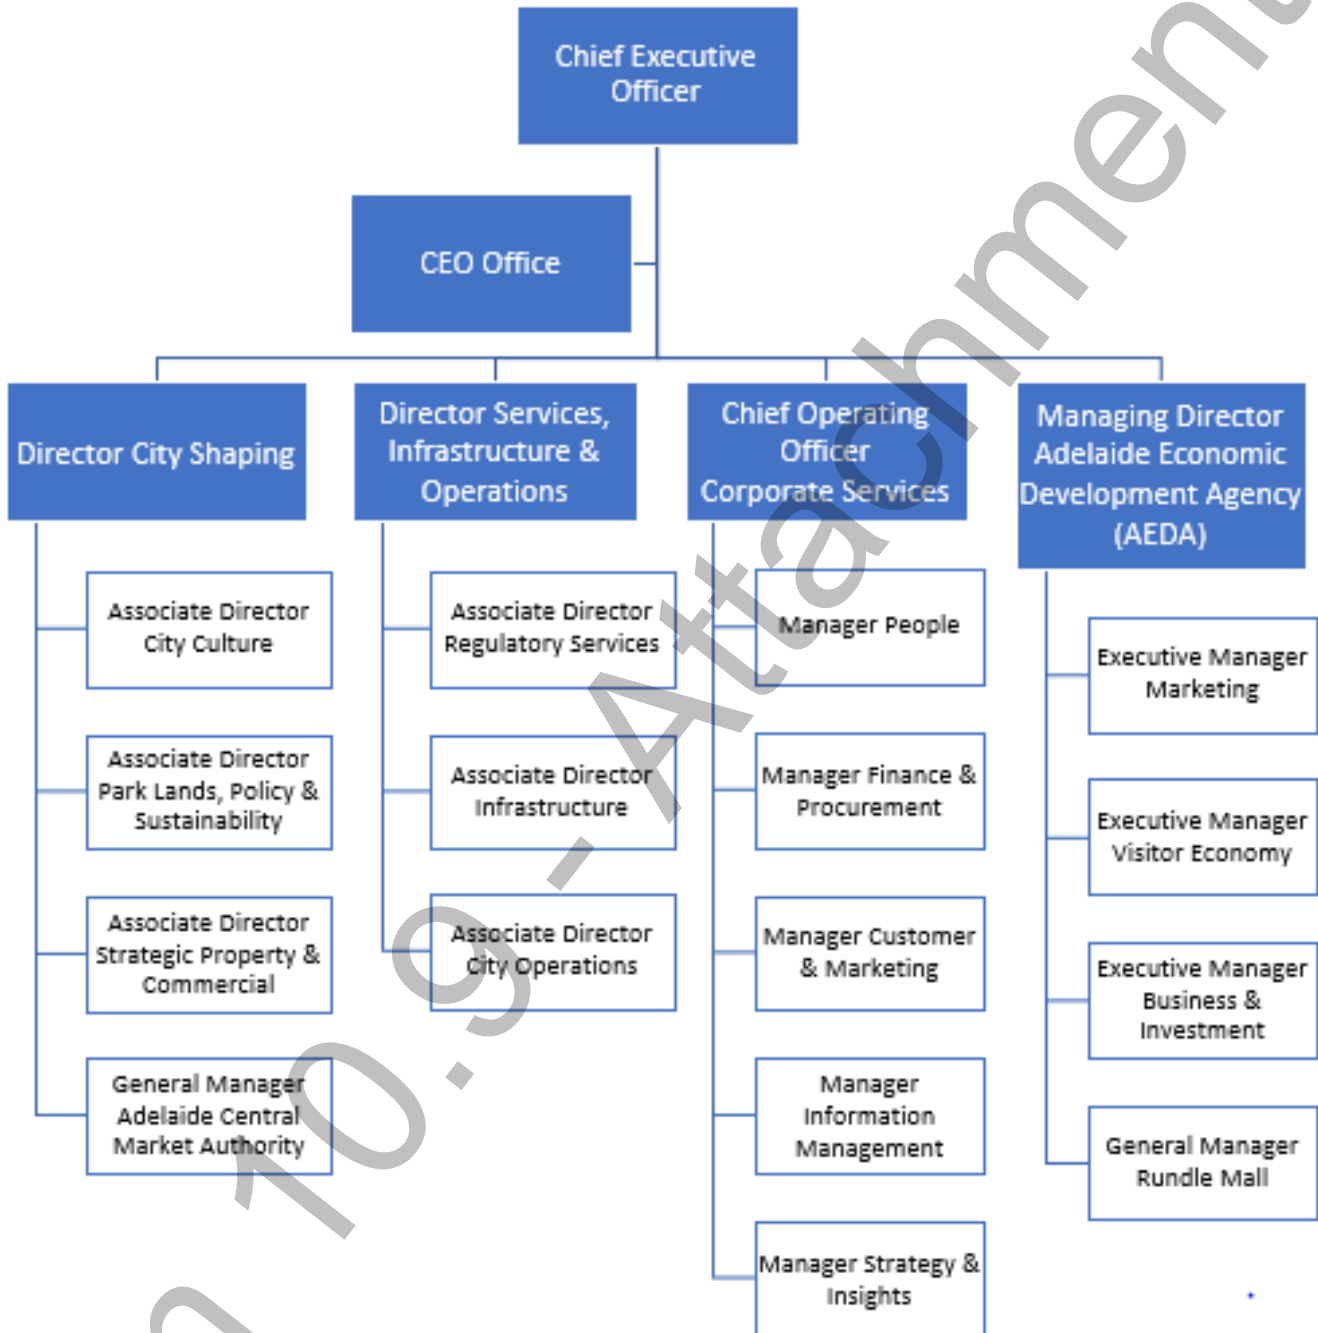 Chief Executive
Officer
CEO Office
Director City Shaping
Director Services,
Infrastructure &
Operations
Chief Operating
Officer
Corporate Services
Managing Director
Adelaide Economic
Development Agency
(AEDA)
Associate Director
City Culture
Associate Director
Park Lands, Policy &
Sustainability
Associate Director
Strategic Property &
Commercial
General Manager
Adelaide Central
Market Authority
Associate Director
Regulatory Services
Associate Director
Infrastructure
Associate Director
City Operations
Manager People
Manager Finance &
Procurement
Manager Customer
& Marketing
Manager
Information
Management
Manager Strategy &
Insights
Executive Manager
Marketing
Executive Manager
Visitor Economy
Executive Manager
Business &
Investment
General Manager
Rundle Mall
10.9 - Attachment